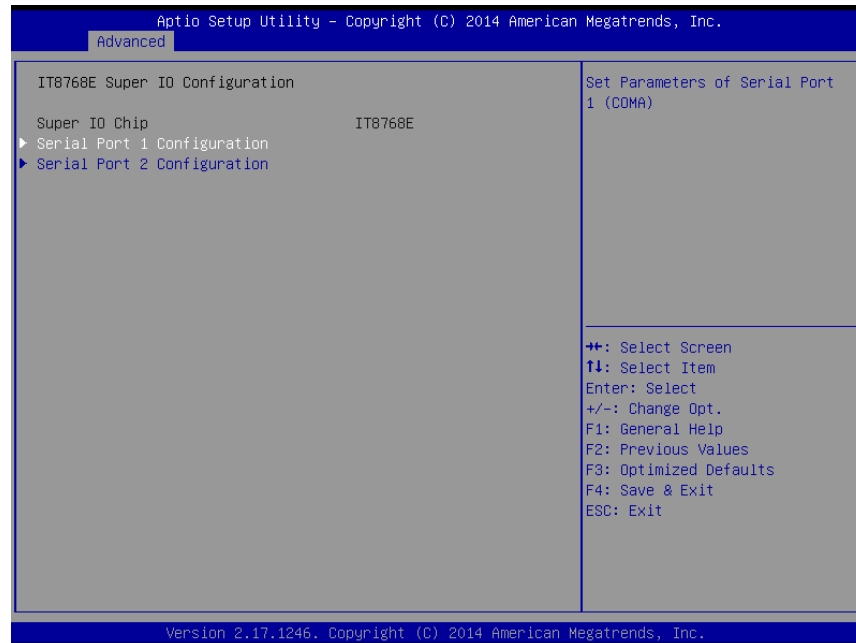 Aptio Setup Utility – Copyright (C) 2014 American Megatrends, Inc.
Advanced
IT8768E Super IO Configuration
Super IO Chip IT8768E
▶ Serial Port 1 Configuration
▶ Serial Port 2 Configuration
Set Parameters of Serial Port
1 (COMA)
→←: Select Screen
↑↓: Select Item
Enter: Select
+/-: Change Opt.
F1: General Help
F2: Previous Values
F3: Optimized Defaults
F4: Save & Exit
ESC: Exit
Version 2.17.1246. Copyright (C) 2014 American Megatrends, Inc.